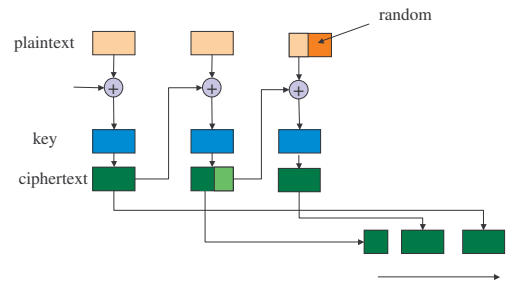 random
plaintext
+ + +
key
ciphertext